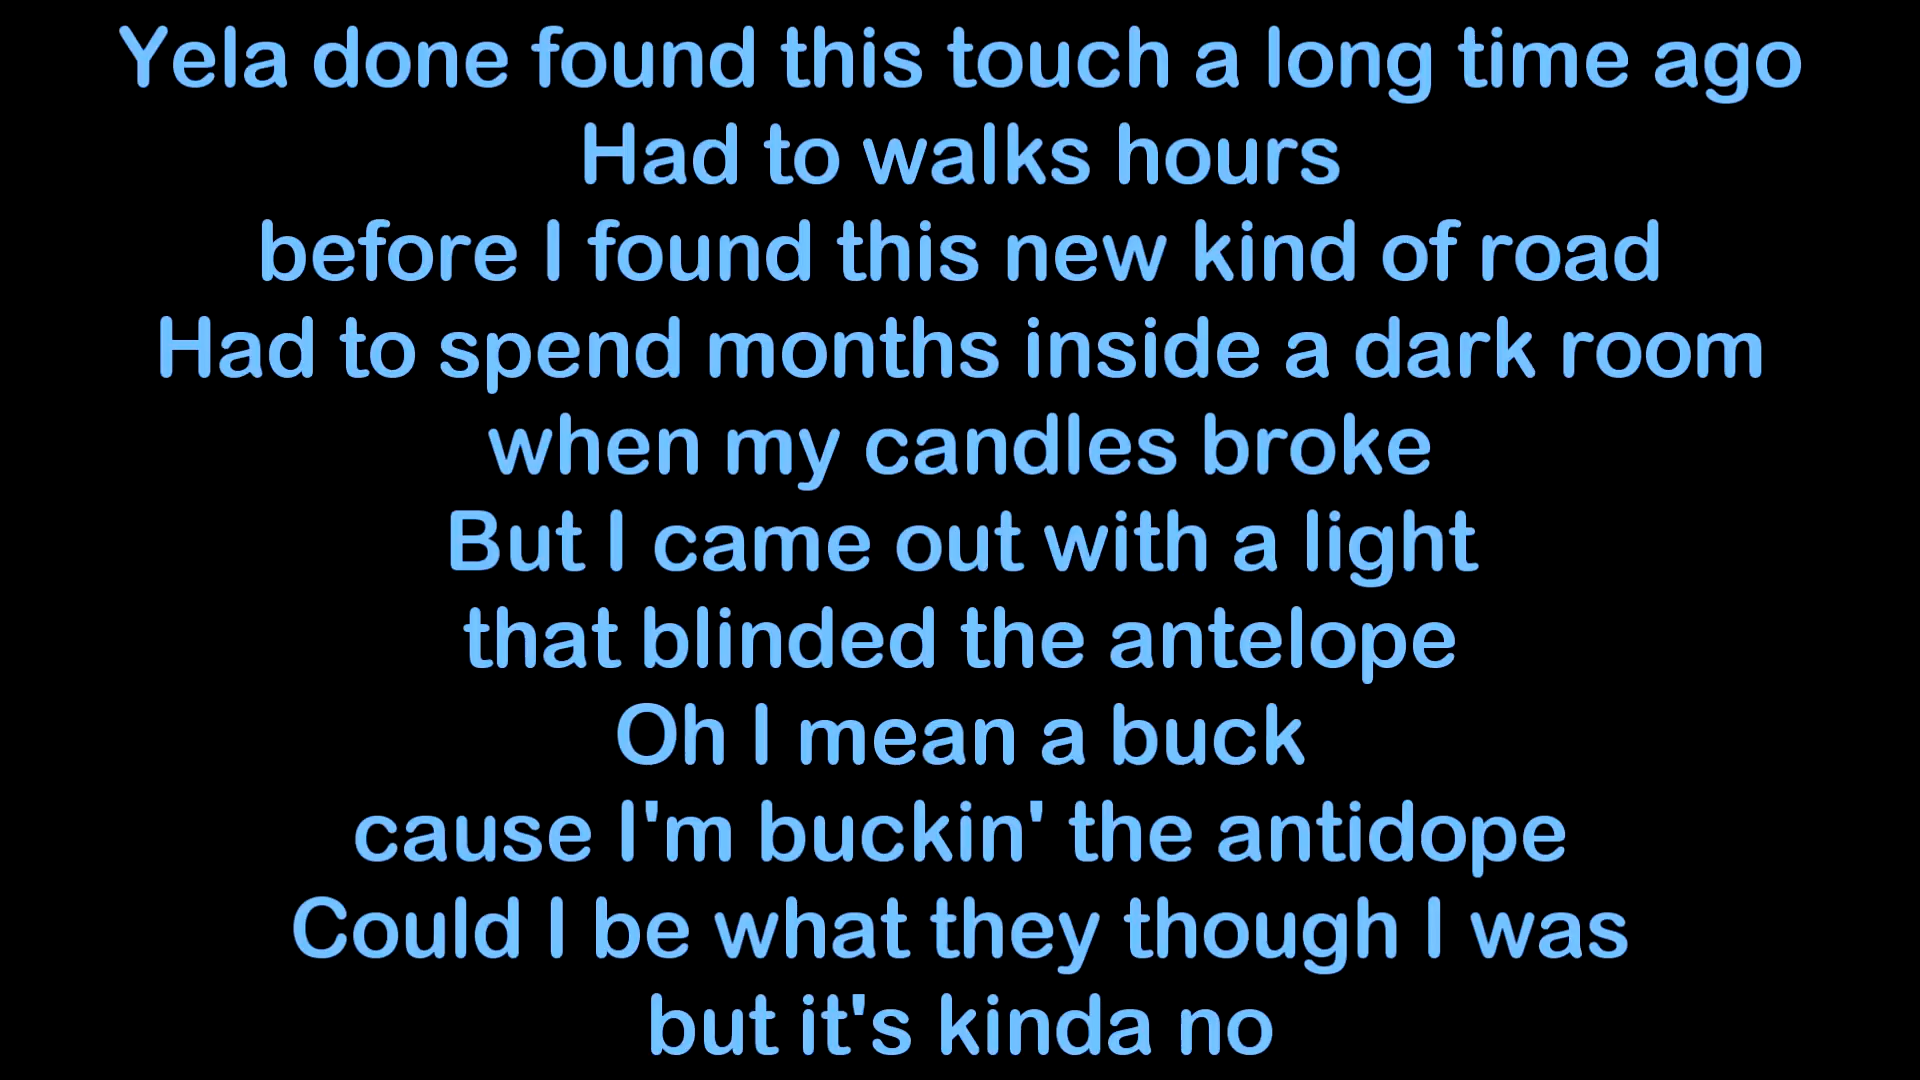 Yela done found this touch a long time ago
Had to walks hours
before I found this new kind of road
Had to spend months inside a dark room
when my candles broke
But I came out with a light
that blinded the antelope
Oh I mean a buck
cause I'm buckin' the antidope
Could I be what they though I was
but it's kinda no